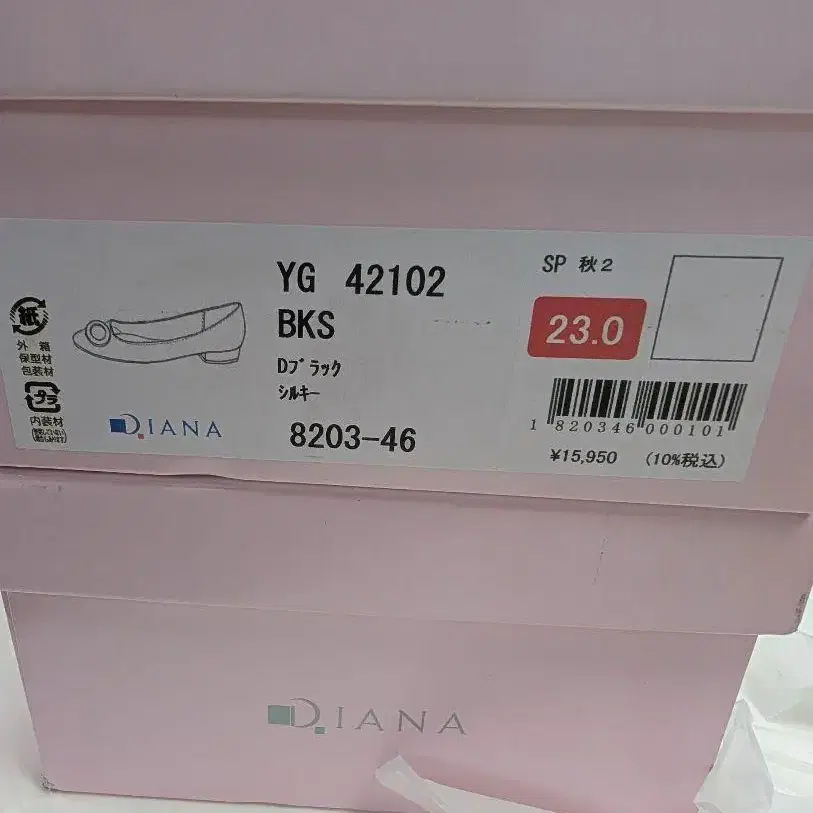 YG 42102
SP 秋2
BKS
23.0
Dブラック
シルキー
8203-46
紙
外箱
保型材
包装材
プラ
内装材
DIANA
1 820346 000101
¥15,950 (10%税込)
DIANA